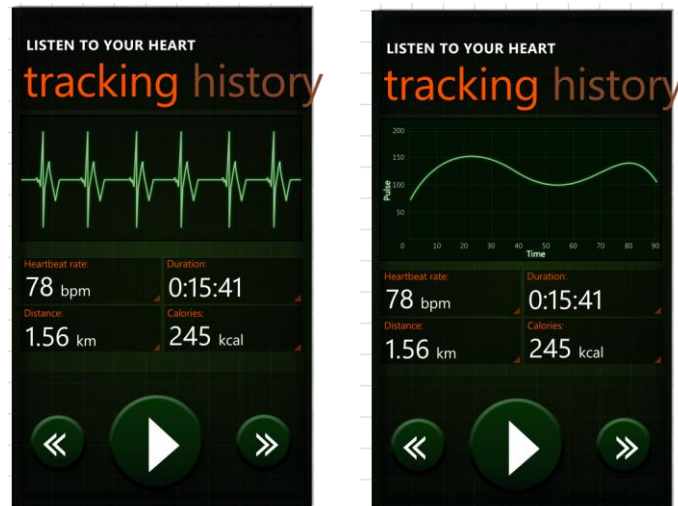 LISTEN TO YOUR HEART
tracking history
Heartbeat rate: Duration:
78 bpm 0:15:41
Distance: Calories:
1.56 km 245 kcal
LISTEN TO YOUR HEART
tracking history
200
150
Pulse
50
0 10 20 30 40 50 60 70 80 90
Time
Heartbeat rate: Duration:
78 bpm 0:15:41
Distance: Calories:
1.56 km 245 kcal